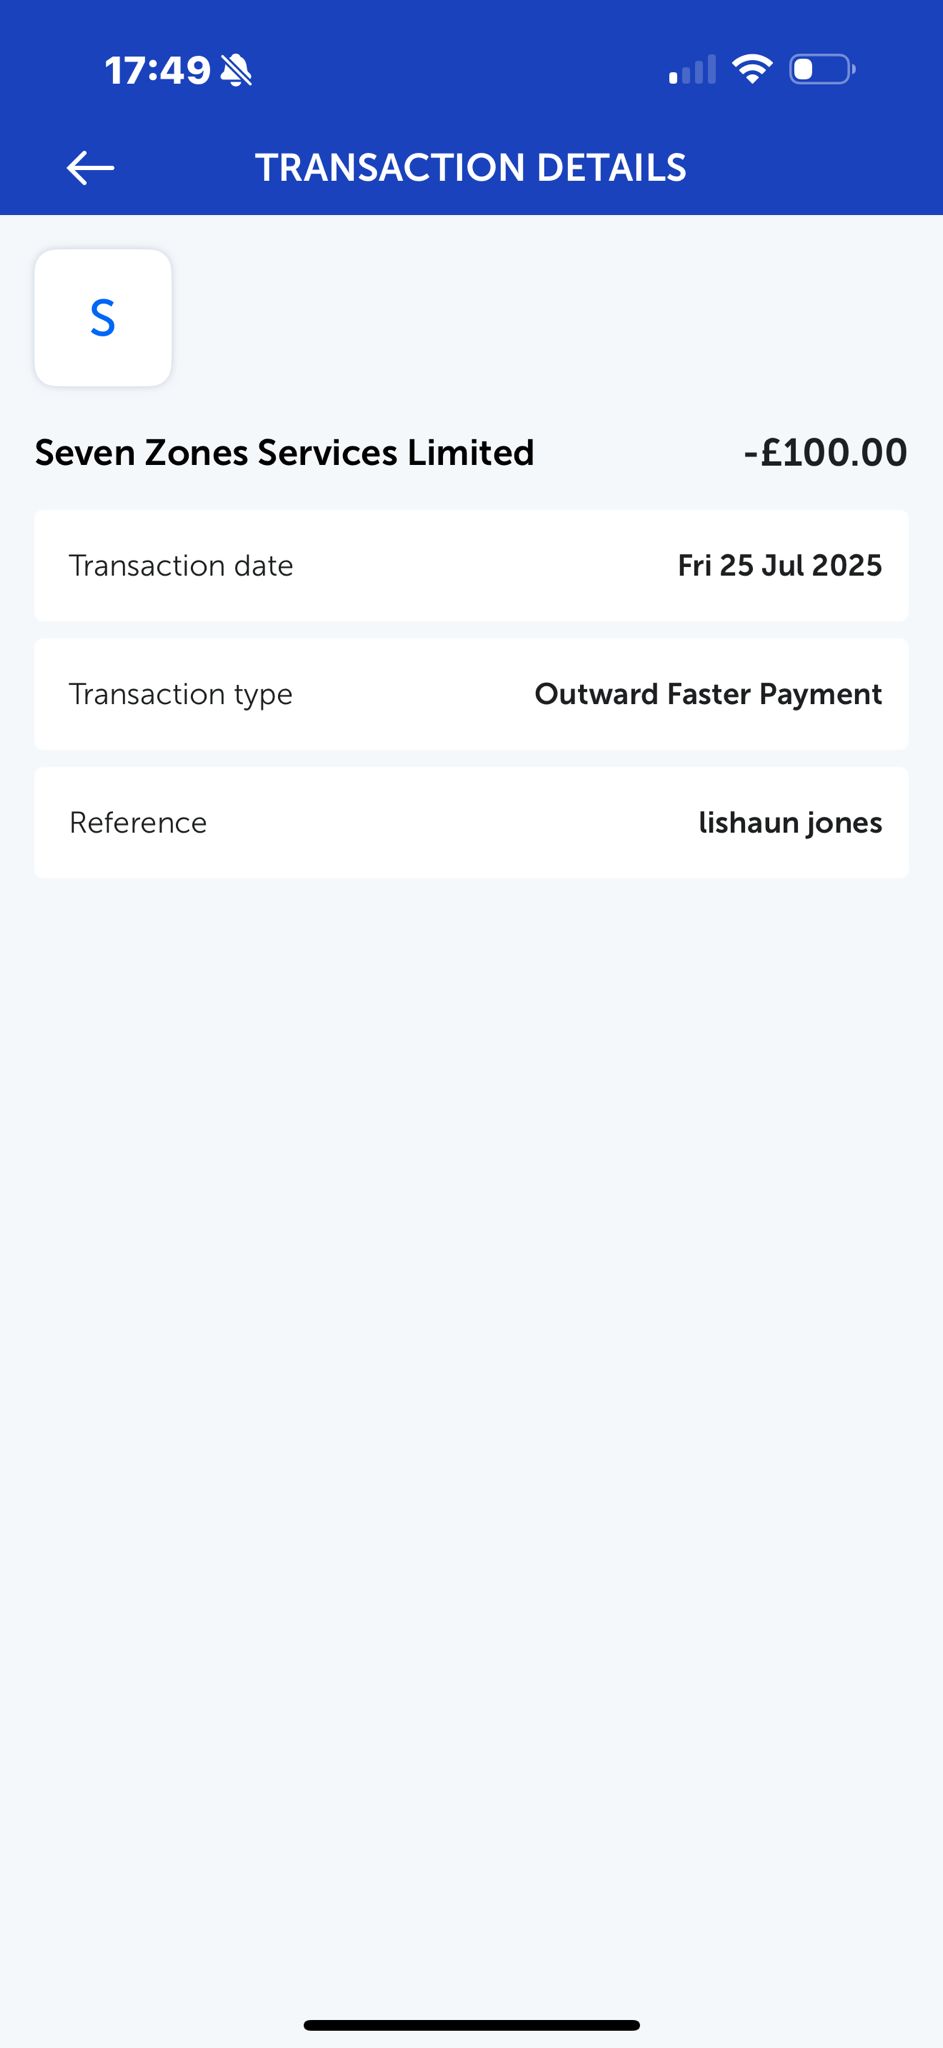 17:49
TRANSACTION DETAILS
S
Seven Zones Services Limited -£100.00
Transaction date Fri 25 Jul 2025
Transaction type Outward Faster Payment
Reference lishaun jones